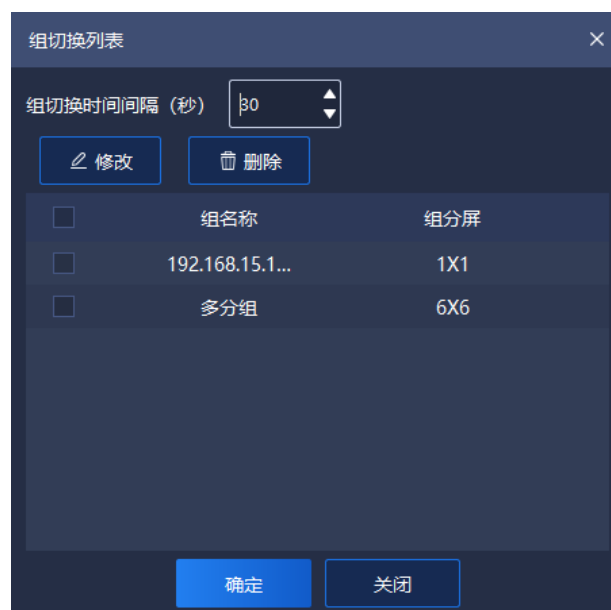 组切换列表
组切换时间间隔（秒） 30
修改 删除
组名称 组分屏
192.168.15.1... 1X1
多分组 6X6
确定 关闭